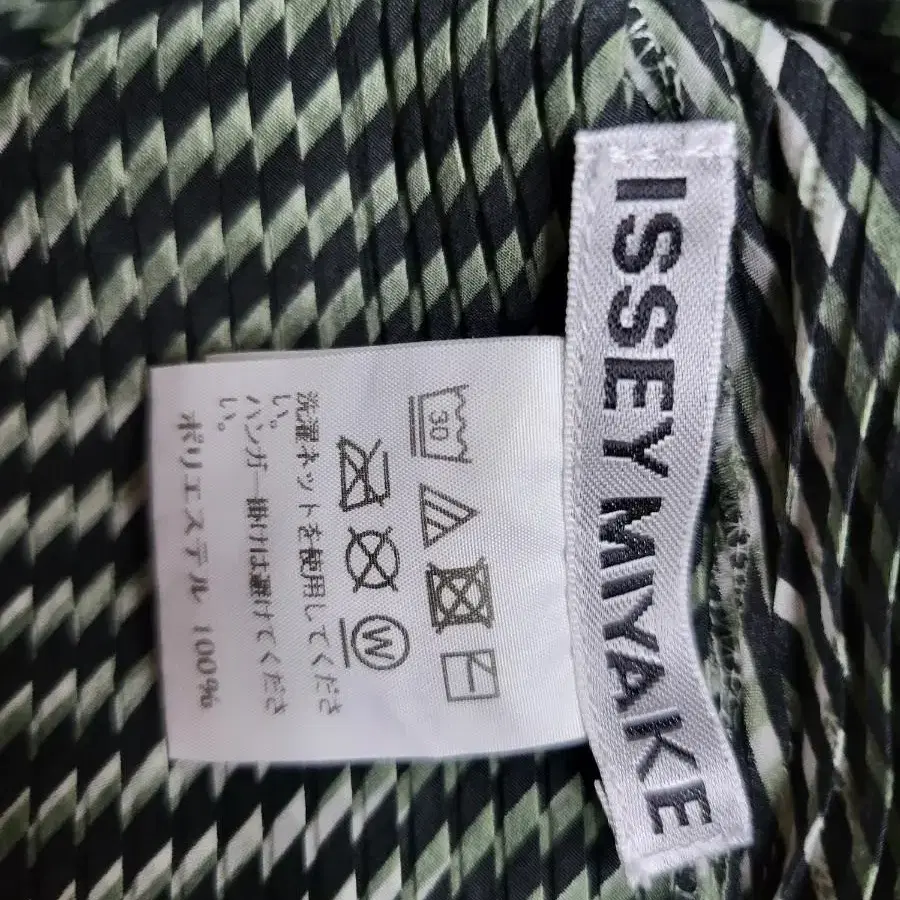 ISSEY MIYAKE
30
W
洗濯ネットを使用してくださ
い。
ハンガー掛けは避けてくださ
い。
ポリエステル 100%